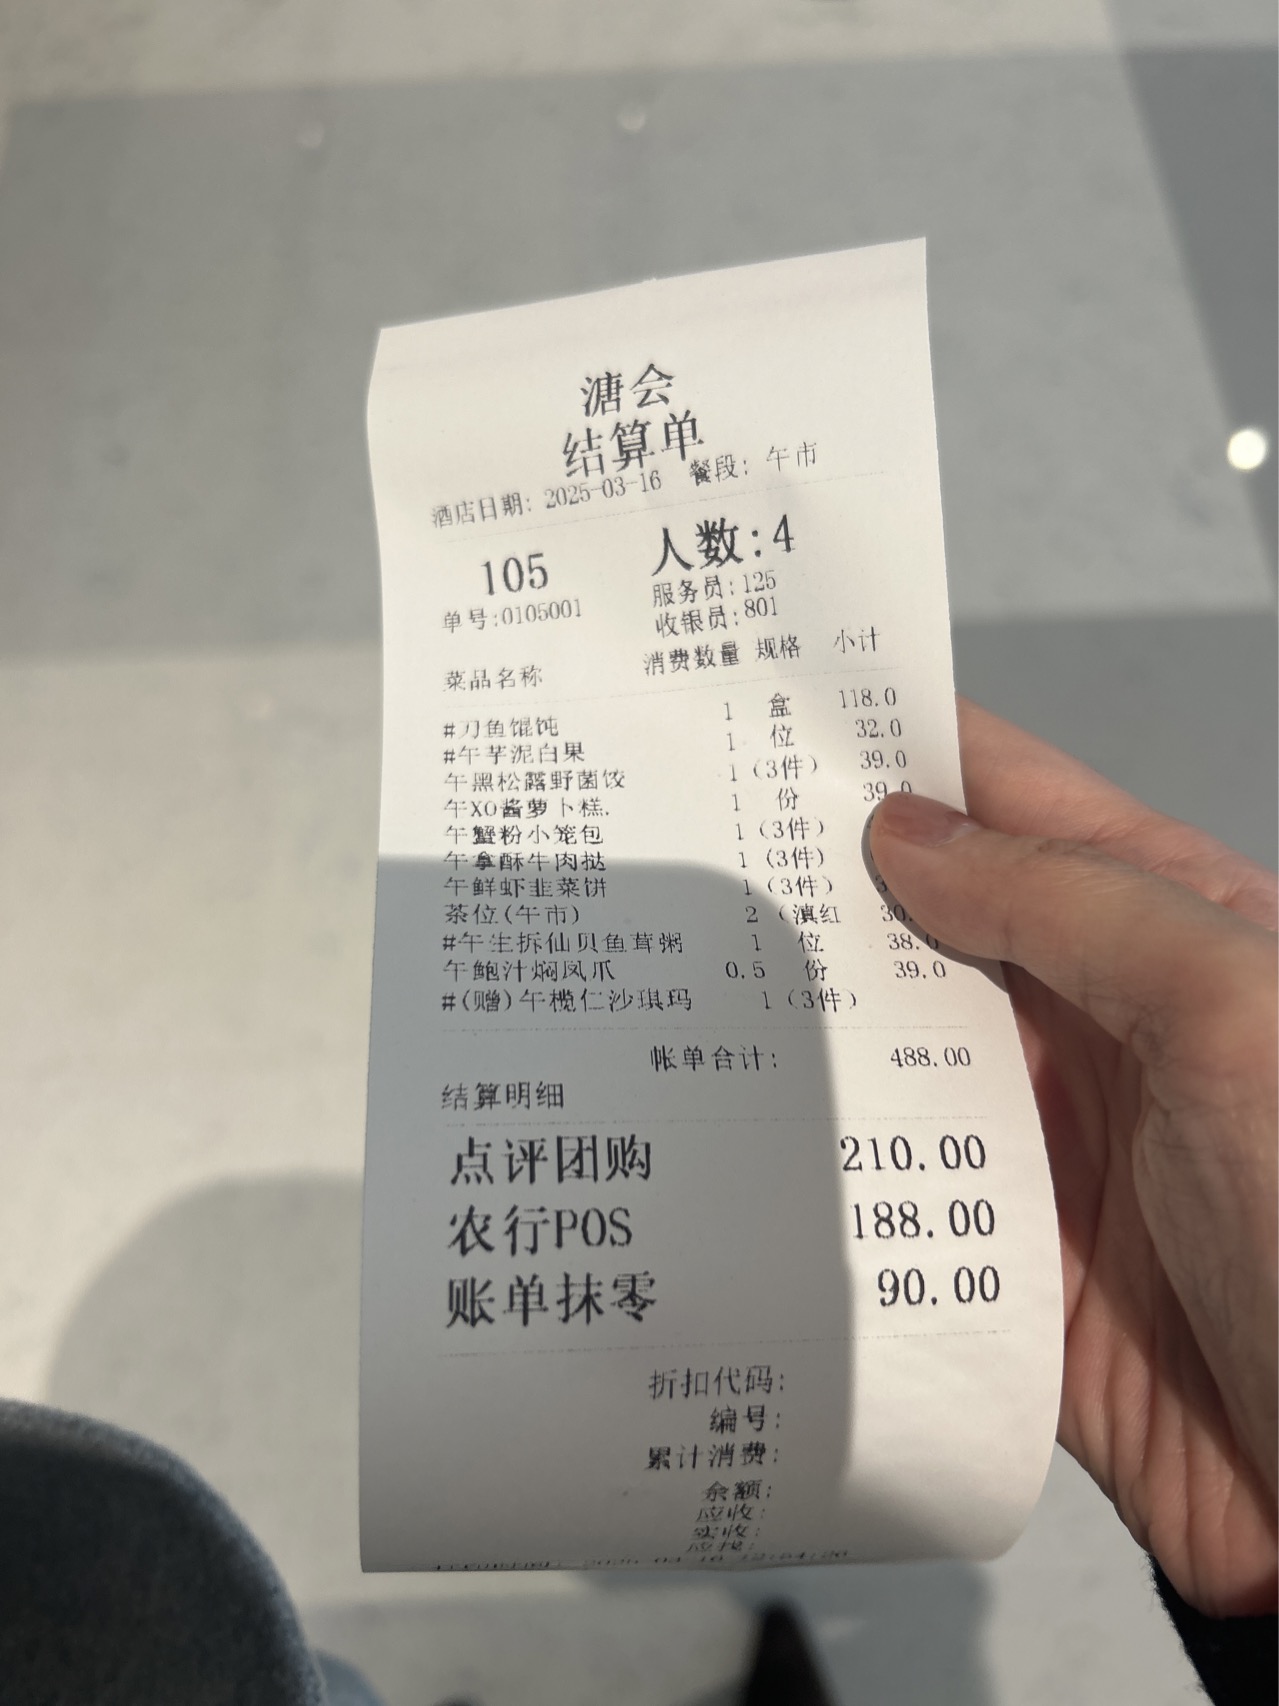 溏会
结算单
酒店日期: 2025-03-16 餐段: 午市
105 人数:4
单号:0105001 服务员:125
收银员:801
菜品名称 消费数量 规格 小计
#刀鱼馄饨 1 盒 118.0
#午芋泥白果 1 位 32.0
午黑松露野菌饺 1 (3件) 39.0
午XO酱萝卜糕. 1 份 39.0
午蟹粉小笼包 1 (3件)
午拿酥牛肉挞 1 (3件)
午鲜虾韭菜饼 1 (3件)
茶位(午市) 2 (滇红 30.
#午生拆仙贝鱼茸粥 1 位 38.0
午鲍汁焖凤爪 0.5 份 39.0
#(赠)午榄仁沙琪玛 1 (3件)
帐单合计: 488.00
结算明细
点评团购 210.00
农行POS 188.00
账单抹零 90.00
折扣代码:
编号:
累计消费:
余额:
应收:
实收:
应找: